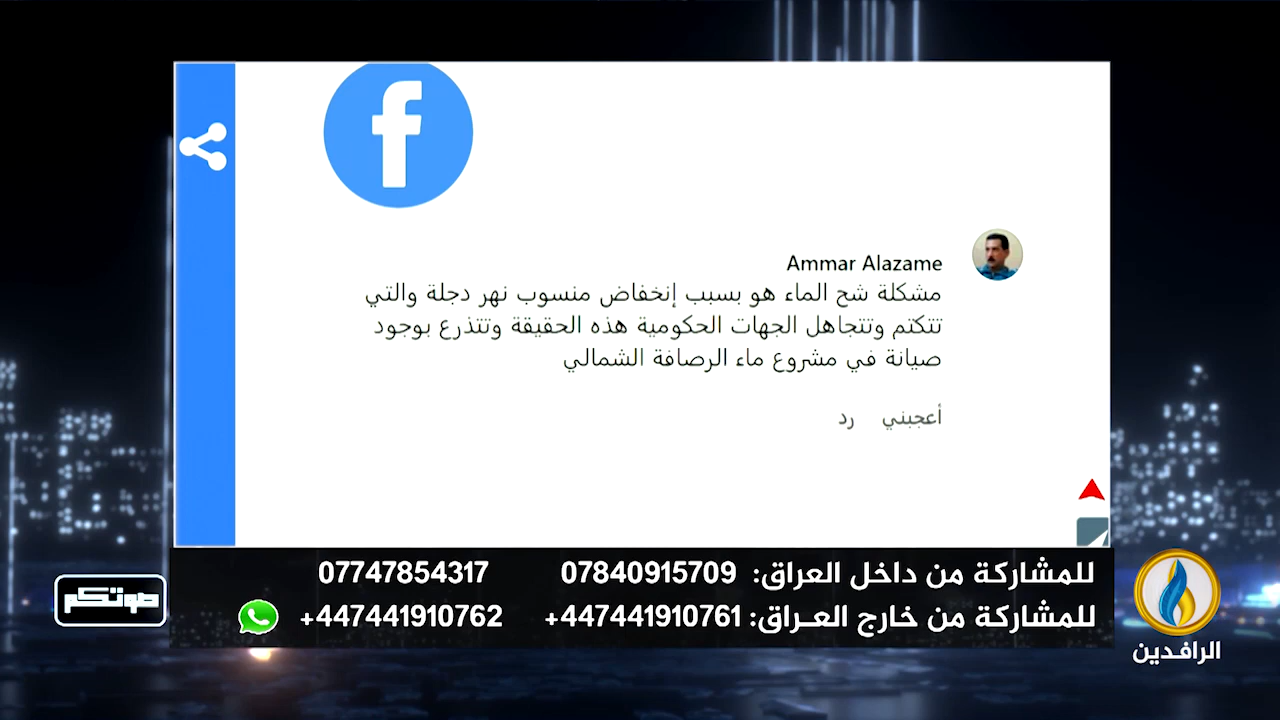 f
Ammar Alazame
مشكلة شح الماء هو بسبب إنخفاض منسوب نهر دجلة والتي
تتكتم وتتجاهل الجهات الحكومية هذه الحقيقة وتتذرع بوجود
صيانة في مشروع ماء الرصافة الشمالي
أعجبني رد
للمشاركة من داخل العراق: 07840915709 07747854317
للمشاركة من خارج العـراق: 447441910761+ 447441910762+
صوتكم
الرافدين